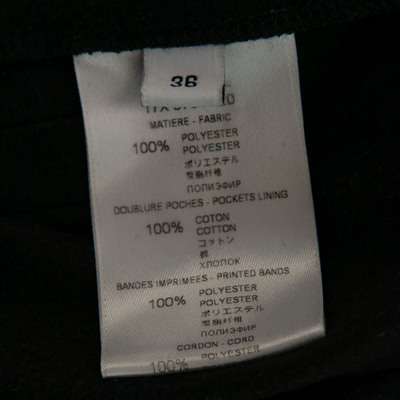 36
MATIERE - FABRIC
100% POLYESTER
POLYESTER
ポリエステル
聚酯纤维
ПОЛИЭФИР
DOUBLURE POCHES - POCKETS LINING
100% COTON
COTTON
コットン
棉
ХЛОПОК
BANDES IMPRIMEES - PRINTED BANDS
100% POLYESTER
POLYESTER
ポリエステル
聚酯纤维
ПОЛИЭФИР
CORDON - CORD
100% POLYESTER